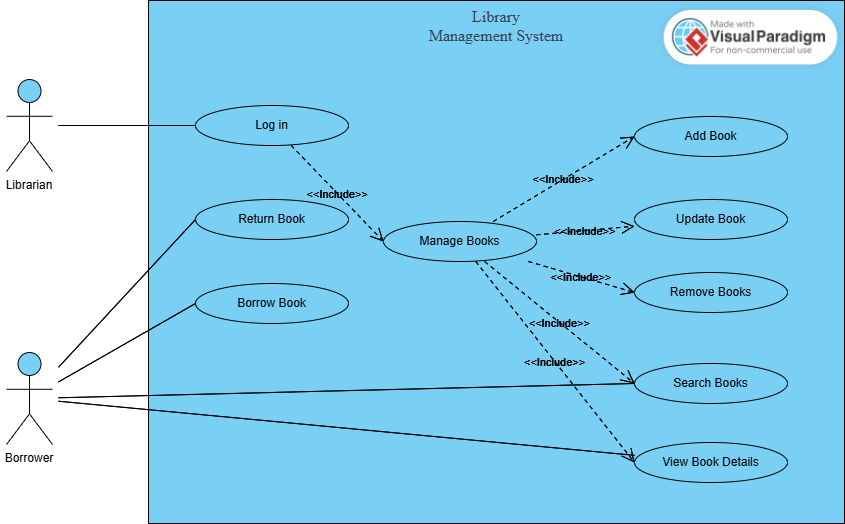 Library
Management System
Made with
Visual Paradigm
For non-commercial use
Librarian
Log in
Add Book
<<Include>>
<<Include>>
Return Book
Update Book
<<Include>>
Manage Books
<<Include>>
Remove Books
Borrow Book
<<Include>>
<<Include>>
Search Books
Borrower
View Book Details